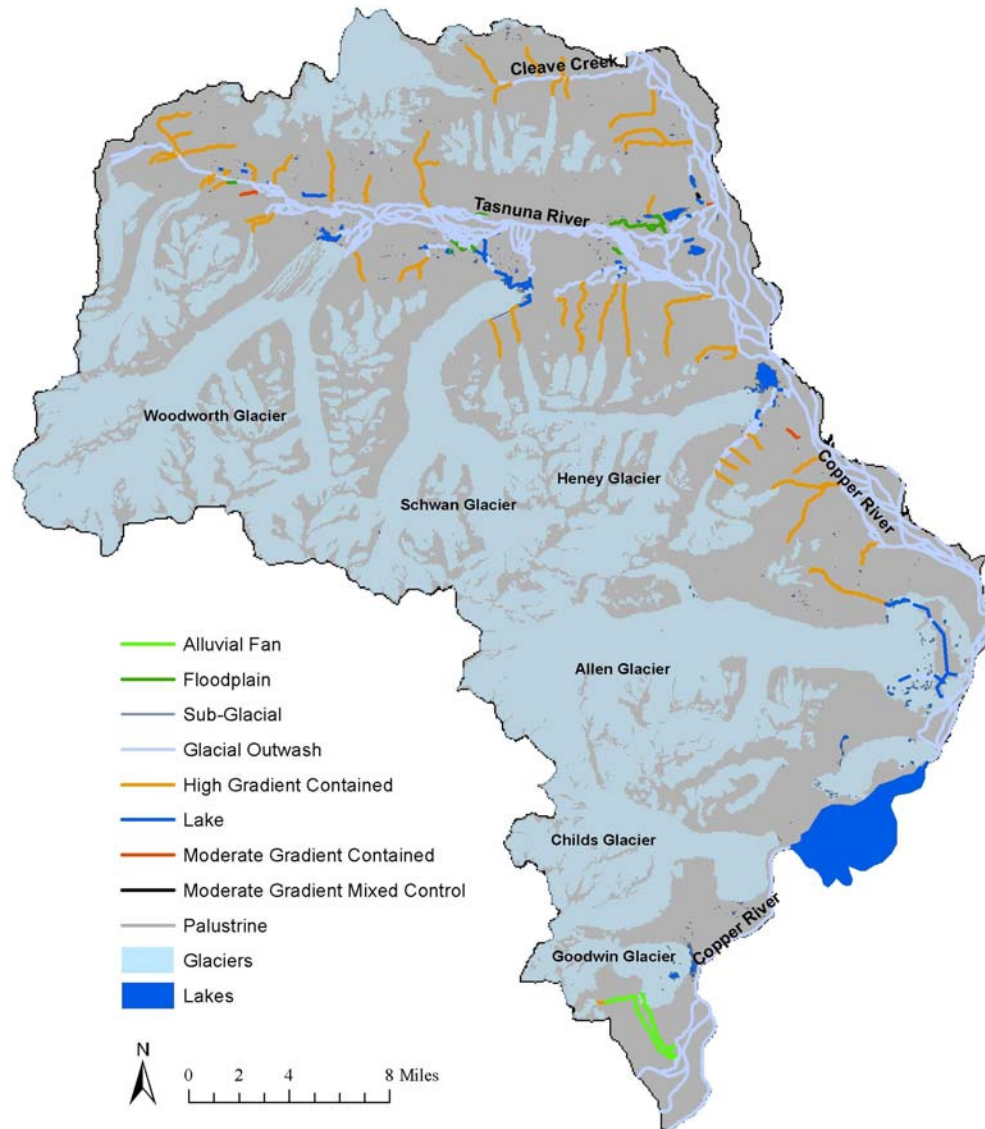 Cleave Creek
Tasnuna River
Woodworth Glacier
Schwan Glacier
Heney Glacier
Copper River
Allen Glacier
Childs Glacier
Goodwin Glacier
Copper River
Alluvial Fan
Floodplain
Sub-Glacial
Glacial Outwash
High Gradient Contained
Lake
Moderate Gradient Contained
Moderate Gradient Mixed Control
Palustrine
Glaciers
Lakes
N
0 2 4 8 Miles